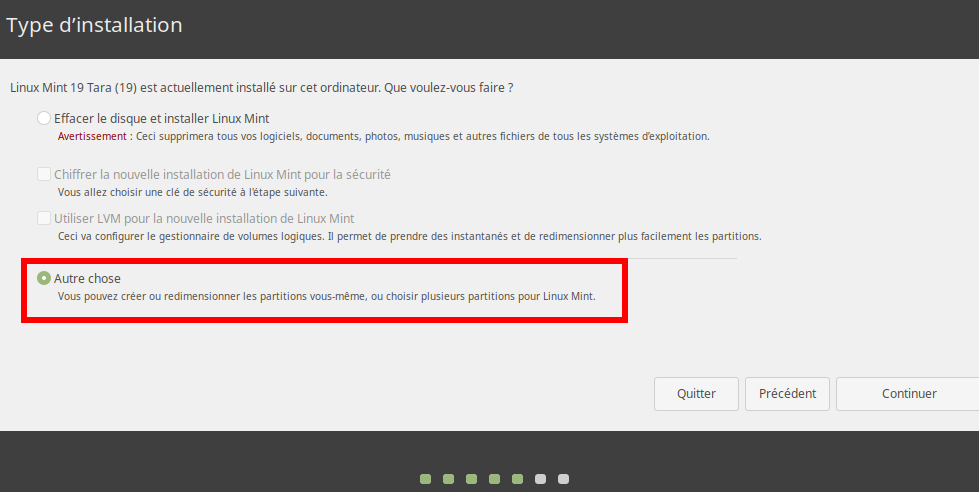 Type d’installation
Linux Mint 19 Tara (19) est actuellement installé sur cet ordinateur. Que voulez-vous faire ?
Effacer le disque et installer Linux Mint
Avertissement : Ceci supprimera tous vos logiciels, documents, photos, musiques et autres fichiers de tous les systèmes d’exploitation.
Chiffrer la nouvelle installation de Linux Mint pour la sécurité
Vous allez choisir une clé de sécurité à l'étape suivante.
Utiliser LVM pour la nouvelle installation de Linux Mint
Ceci va configurer le gestionnaire de volumes logiques. Il permet de prendre des instantanés et de redimensionner plus facilement les partitions.
Autre chose
Vous pouvez créer ou redimensionner les partitions vous-même, ou choisir plusieurs partitions pour Linux Mint.
Quitter Précédent Continuer